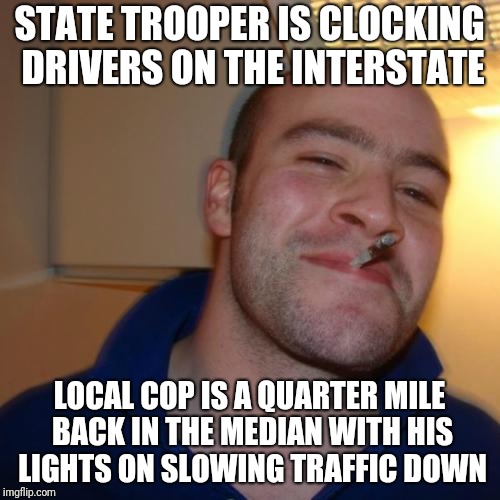 STATE TROOPER IS CLOCKING
DRIVERS ON THE INTERSTATE
LOCAL COP IS A QUARTER MILE
BACK IN THE MEDIAN WITH HIS
LIGHTS ON SLOWING TRAFFIC DOWN
imgflip.com